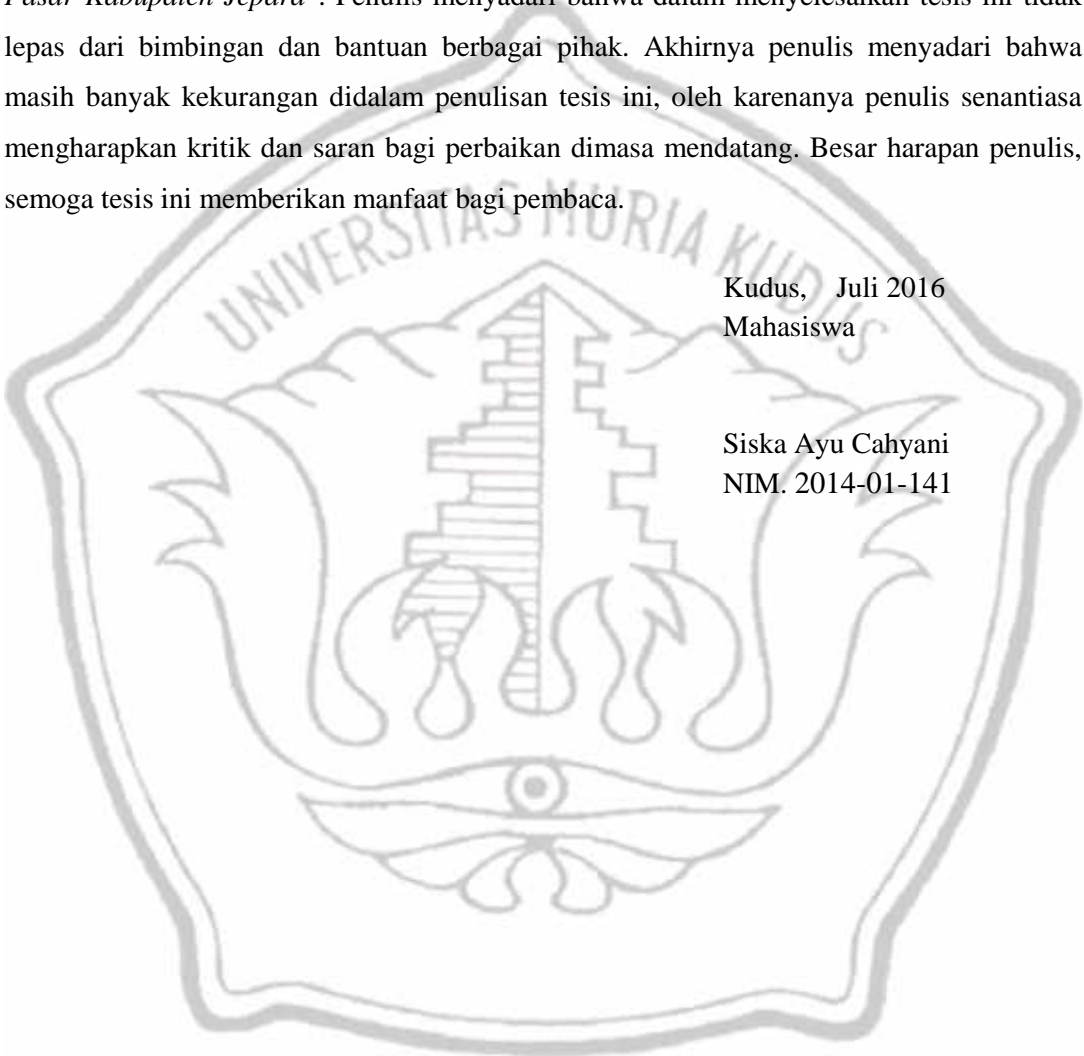 Pasar Kabupaten Jepara”. Penulis menyadari bahwa dalam menyelesaikan tesis ini tidak
lepas dari bimbingan dan bantuan berbagai pihak. Akhirnya penulis menyadari bahwa
masih banyak kekurangan didalam penulisan tesis ini, oleh karenanya penulis senantiasa
mengharapkan kritik dan saran bagi perbaikan dimasa mendatang. Besar harapan penulis,
semoga tesis ini memberikan manfaat bagi pembaca.
UNIVERSITAS MURIA KUDUS
Kudus, Juli 2016
Mahasiswa
Siska Ayu Cahyani
NIM. 2014-01-141